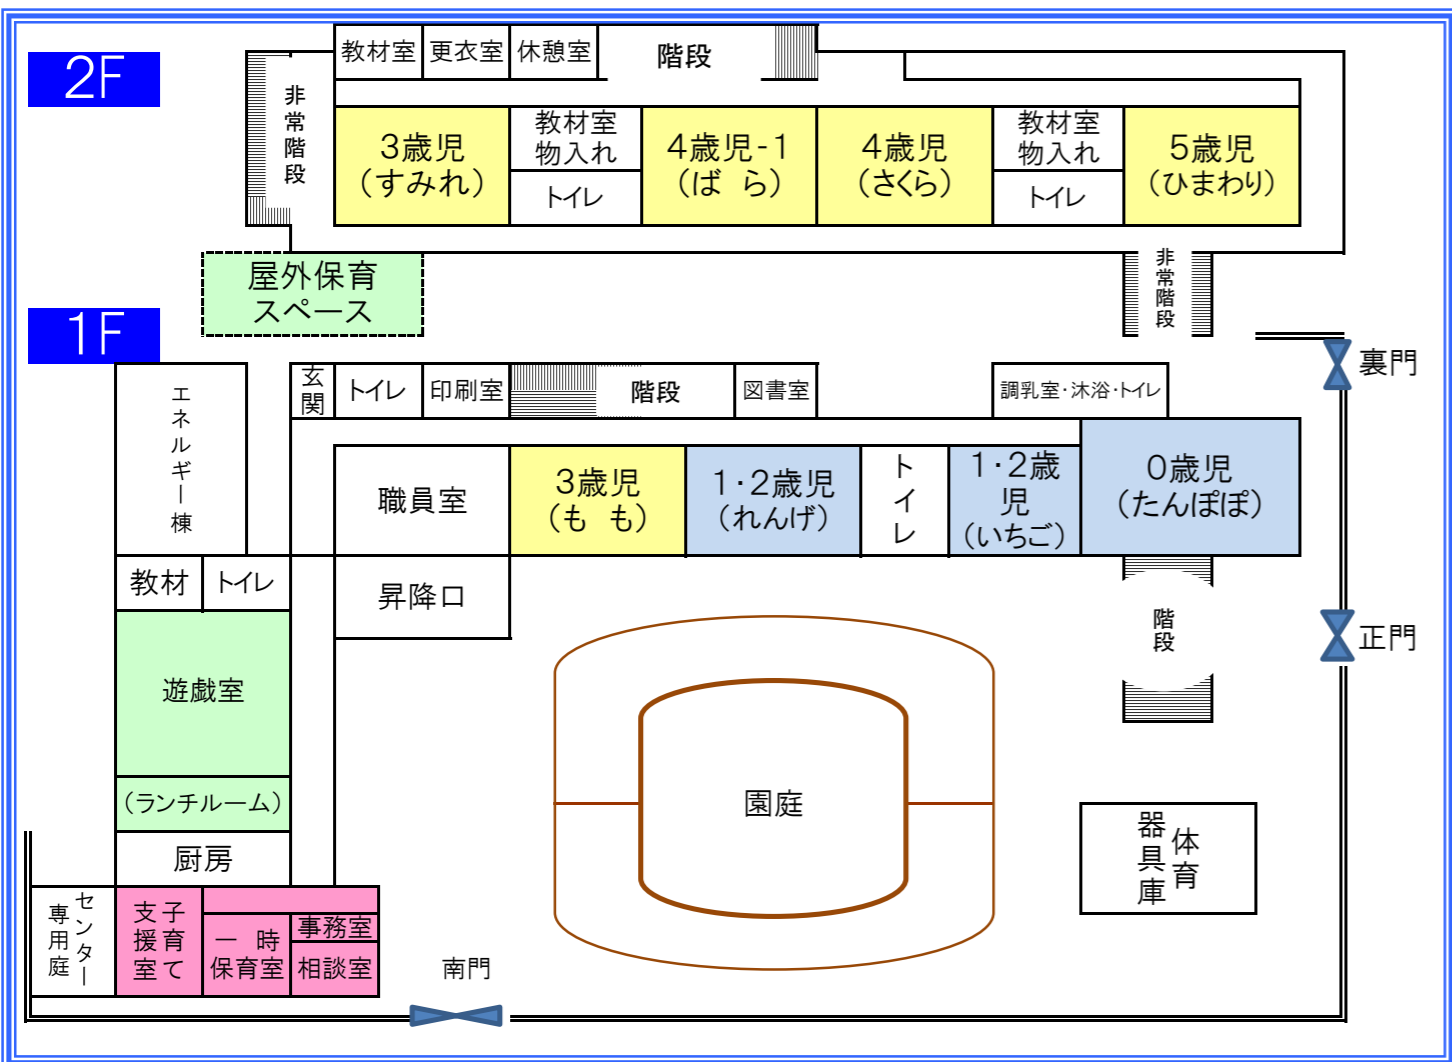 2F
教材室
更衣室
休憩室
階段
非常階段
3歳児
（すみれ）
教材室
物入れ
トイレ
4歳児-1
（ば ら）
4歳児
（さくら）
教材室
物入れ
トイレ
5歳児
（ひまわり）
屋外保育
スペース
非常階段
1F
裏門
エネルギー棟
玄関
トイレ
印刷室
階段
図書室
調乳室・沐浴・トイレ
職員室
3歳児
（も も）
1・2歳児
（れんげ）
トイレ
1・2歳
児
（いちご）
0歳児
（たんぽぽ）
教材
トイレ
昇降口
階段
正門
遊戯室
（ランチルーム）
園庭
体育
器具庫
厨房
センター
専用庭
子育て
支援室
一 時
保育室
事務室
相談室
南門